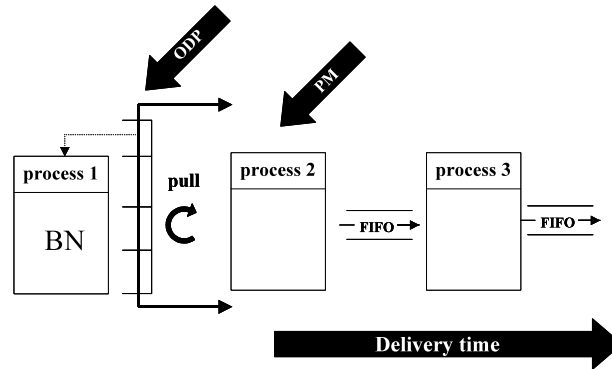 ODP
PM
process 1
BN
pull
process 2
FIFO
process 3
FIFO
Delivery time